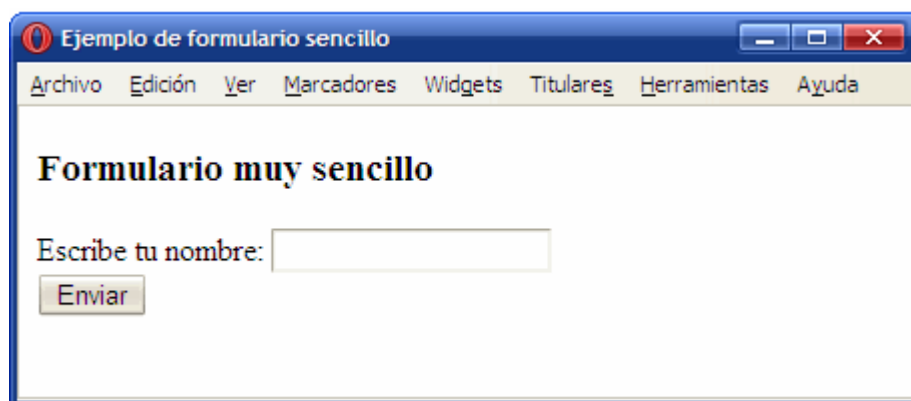 Ejemplo de formulario sencillo
Archivo Edición Ver Marcadores Widgets Titulares Herramientas Ayuda
Formulario muy sencillo
Escribe tu nombre:
Enviar